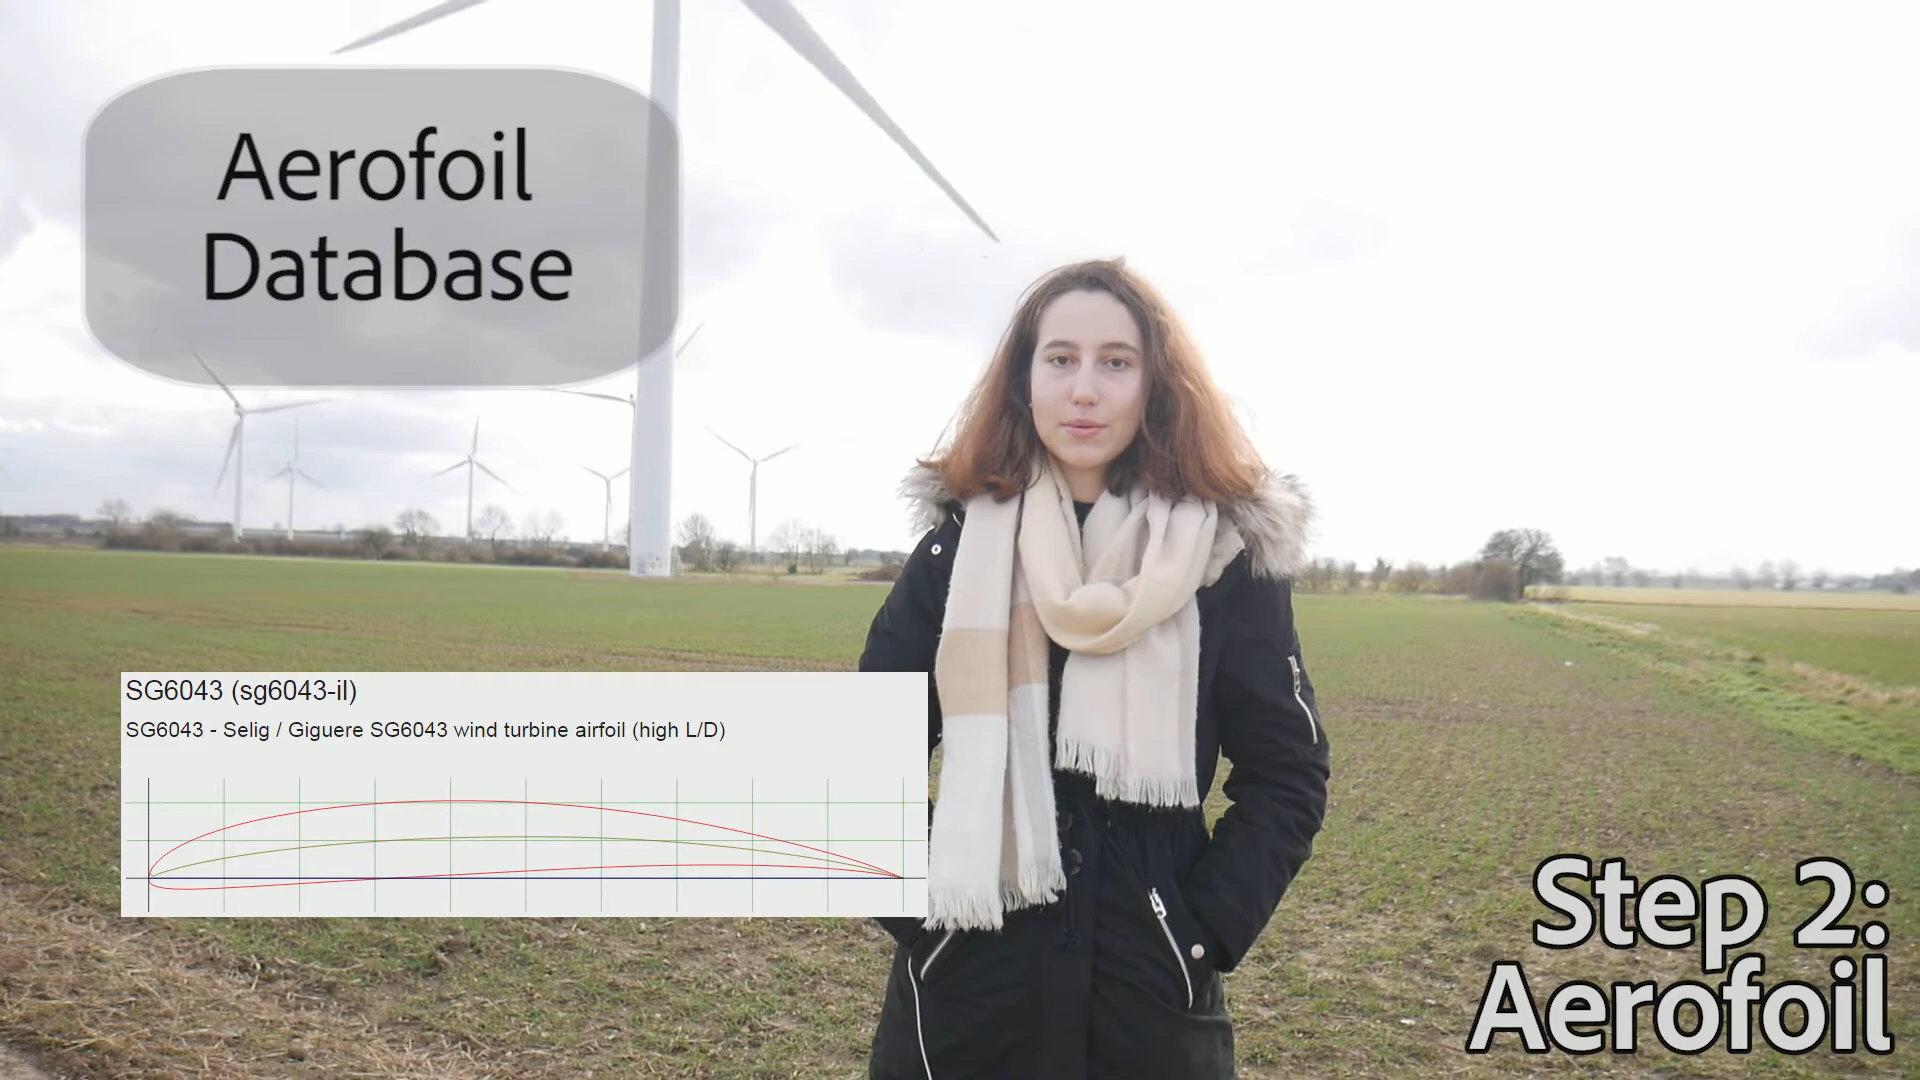 Aerofoil
Database
SG6043 (sg6043-il)
SG6043 - Selig / Giguere SG6043 wind turbine airfoil (high L/D)
Step 2:
Aerofoil